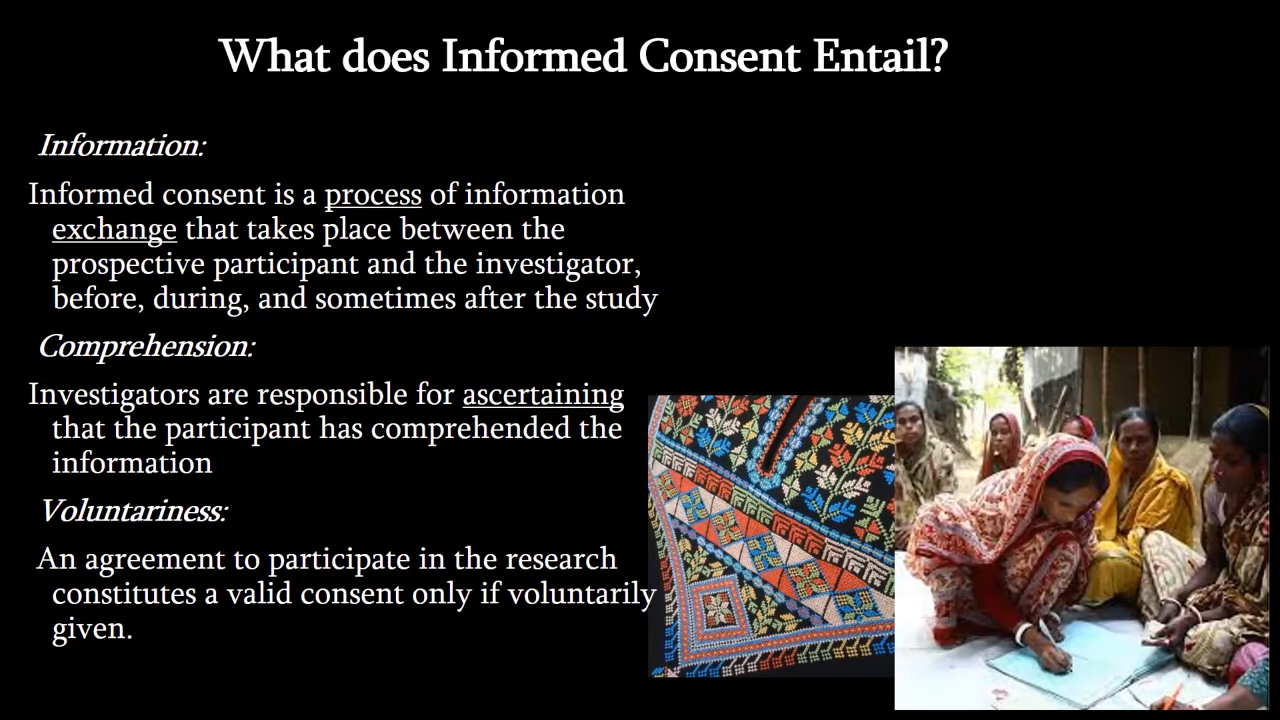 What does Informed Consent Entail?
Information:
Informed consent is a process of information
exchange that takes place between the
prospective participant and the investigator,
before, during, and sometimes after the study
Comprehension:
Investigators are responsible for ascertaining
that the participant has comprehended the
information
Voluntariness:
An agreement to participate in the research
constitutes a valid consent only if voluntarily
given.